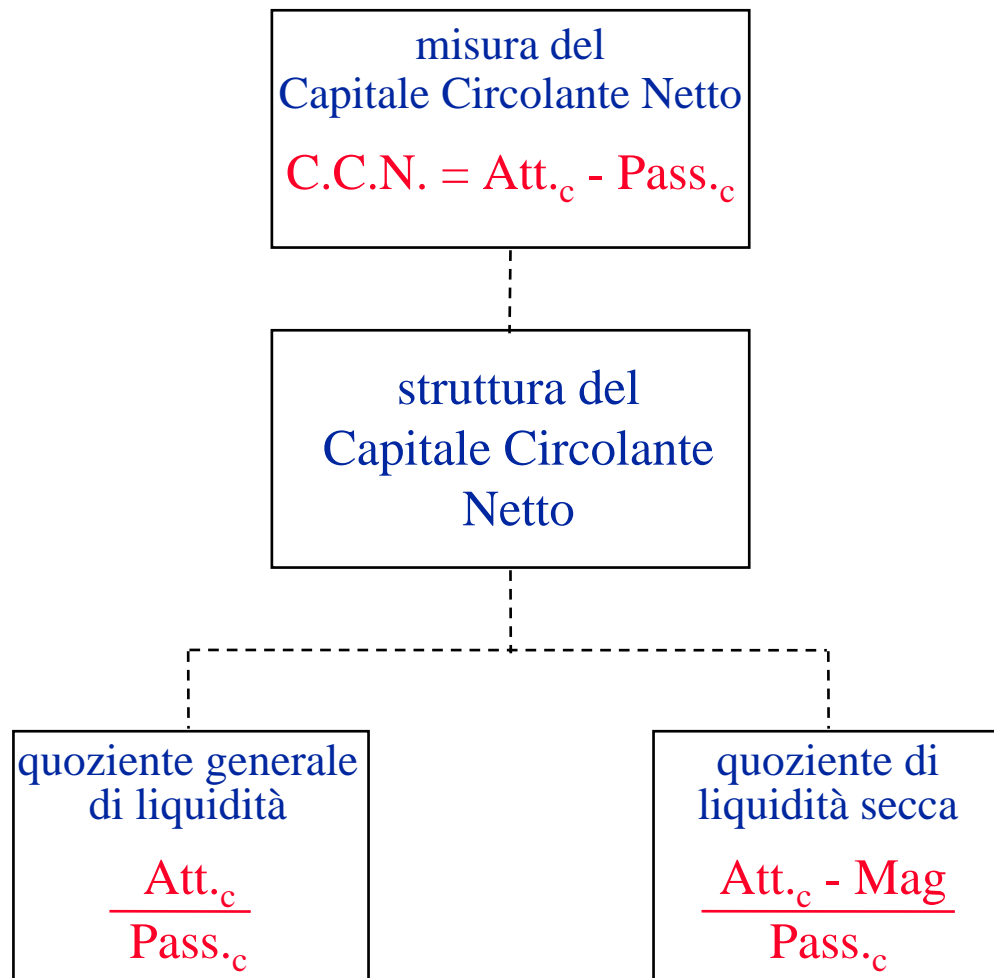 misura del
Capitale Circolante Netto
C.C.N. = Att.c - Pass.c
struttura del
Capitale Circolante
Netto
quoziente generale
di liquidità
Att.c
Pass.c
quoziente di
liquidità secca
Att.c - Mag
Pass.c